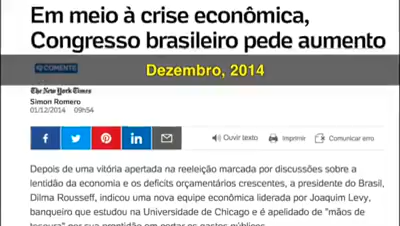 Em meio à crise econômica,
Congresso brasileiro pede aumento
COMENTE
Dezembro, 2014
The New York Times
Simon Romero
01/12/2014 09h54
Ouvir texto Imprimir Comunicar erro
Depois de uma vitória apertada na reeleição marcada por discussões sobre a
lentidão da economia e os deficits orçamentários crescentes, a presidente do Brasil,
Dilma Rousseff, indicou uma nova equipe econômica liderada por Joaquim Levy,
banqueiro que estudou na Universidade de Chicago e é apelidado de "mãos de
tesoura" por sua prontidão em cortar os gastos públicos.